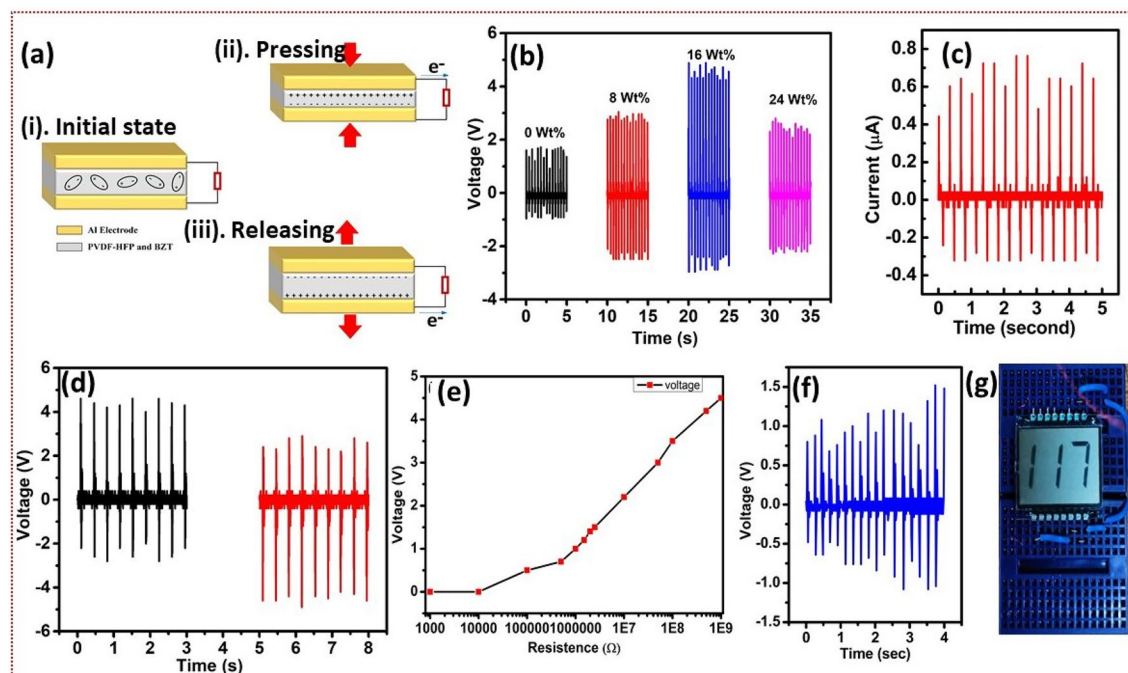 (a)
(ii). Pressing
e-
(i). Initial state
Al Electrode
PVDF-HFP and BZT
(iii). Releasing
e-
(b)
Voltage (V)
6
4
2
0
-2
-4
0 Wt%
8 Wt%
16 Wt%
24 Wt%
0 5 10 15 20 25 30 35
Time (s)
(c)
Current (μA)
0.8
0.6
0.4
0.2
0.0
-0.2
-0.4
0 1 2 3 4 5
Time (second)
(d)
Voltage (V)
6
4
2
0
-2
-4
-6
0 1 2 3 4 5 6 7 8
Time (s)
(e)
voltage
Voltage (V)
5
4
3
2
1
0
1000 10000 100000 1000000 1E7 1E8 1E9
Resistence (Ω)
(f)
Voltage (V)
1.5
1.0
0.5
0.0
-0.5
-1.0
-1.5
0 1 2 3 4
Time (sec)
(g)
117